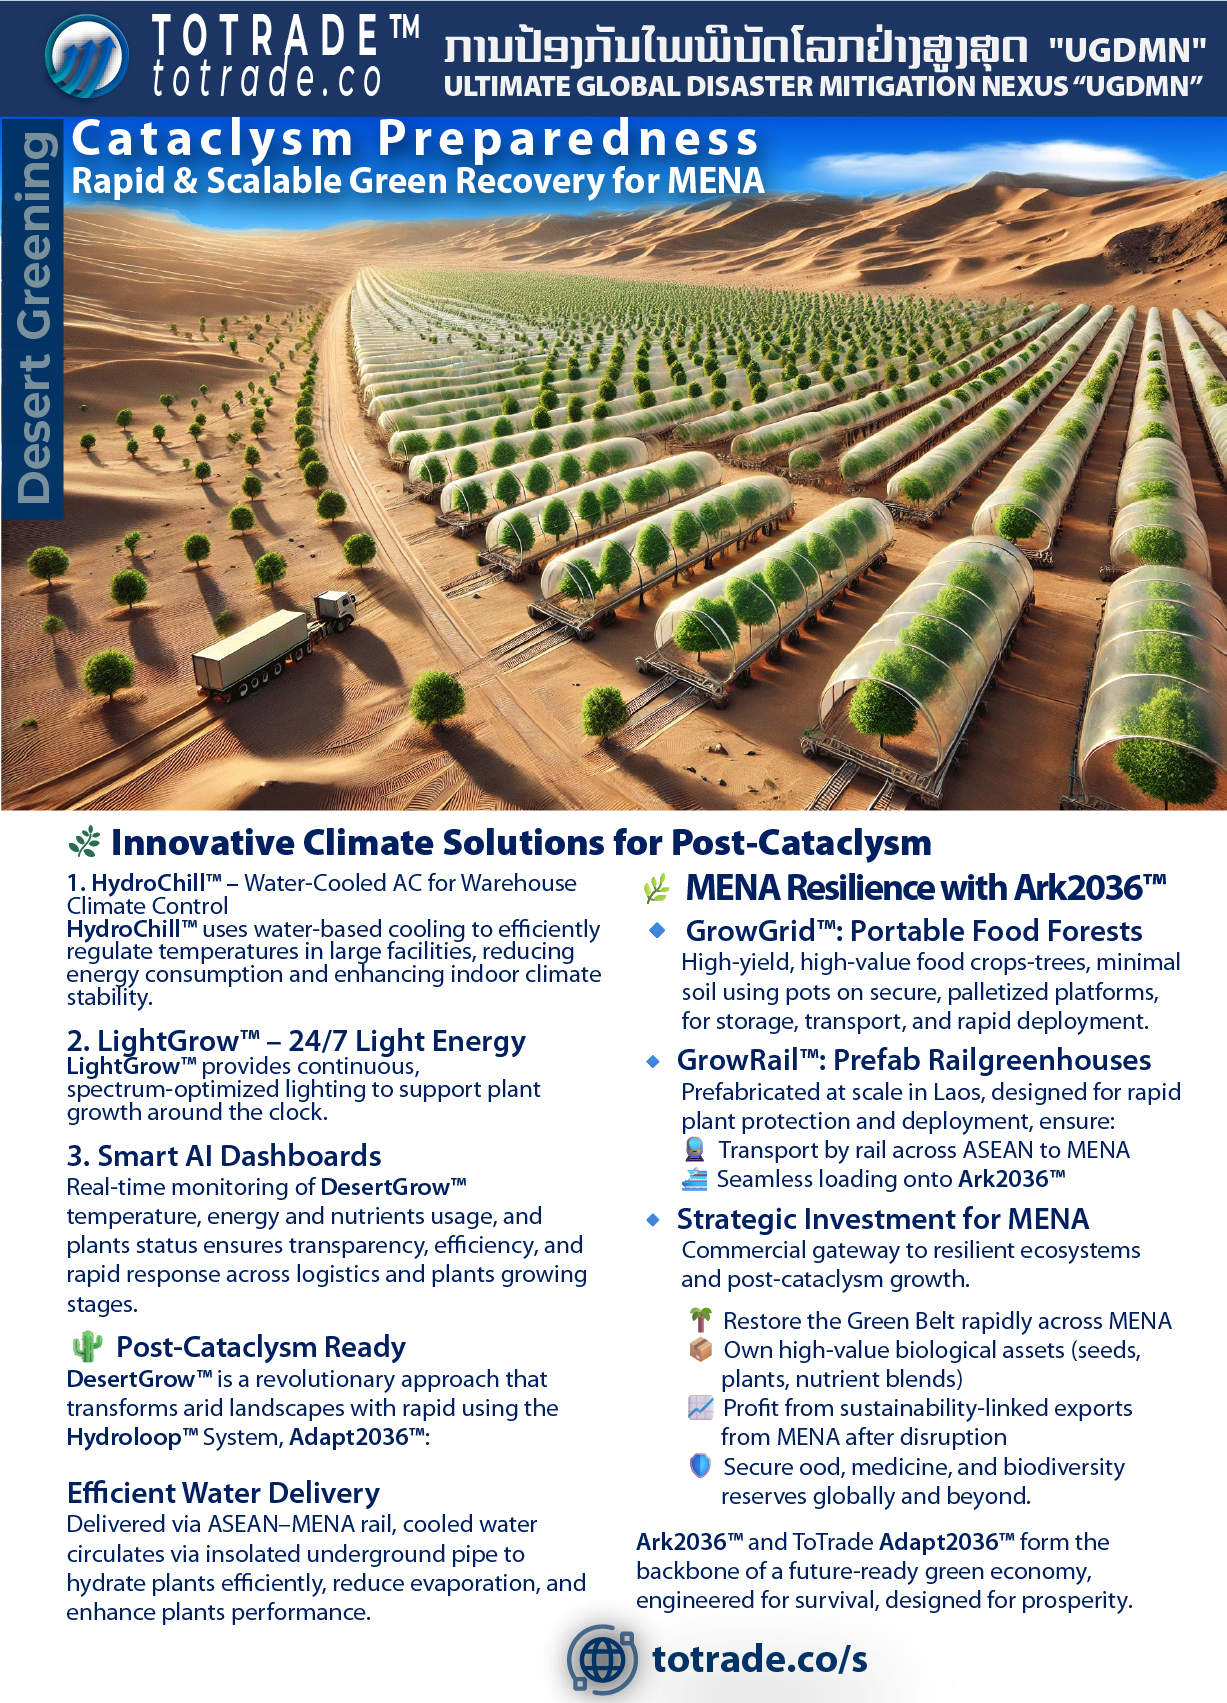 TOTRADE™
totrade.co
ການປ້ອງກັນໄພພິບັດໂລກຢ່າງສູງສຸດ "UGDMN"
ULTIMATE GLOBAL DISASTER MITIGATION NEXUS “UGDMN”
Desert Greening
Cataclysm Preparedness
Rapid & Scalable Green Recovery for MENA
Innovative Climate Solutions for Post-Cataclysm
1. HydroChill™ – Water-Cooled AC for Warehouse
Climate Control
HydroChill™ uses water-based cooling to efficiently
regulate temperatures in large facilities, reducing
energy consumption and enhancing indoor climate
stability.
2. LightGrow™ – 24/7 Light Energy
LightGrow™ provides continuous,
spectrum-optimized lighting to support plant
growth around the clock.
3. Smart AI Dashboards
Real-time monitoring of DesertGrow™
temperature, energy and nutrients usage, and
plants status ensures transparency, efficiency, and
rapid response across logistics and plants growing
stages.
Post-Cataclysm Ready
DesertGrow™ is a revolutionary approach that
transforms arid landscapes with rapid using the
Hydroloop™ System, Adapt2036™:
Efficient Water Delivery
Delivered via ASEAN–MENA rail, cooled water
circulates via insolated underground pipe to
hydrate plants efficiently, reduce evaporation, and
enhance plants performance.
MENA Resilience with Ark2036™
GrowGrid™: Portable Food Forests
High-yield, high-value food crops-trees, minimal
soil using pots on secure, palletized platforms,
for storage, transport, and rapid deployment.
GrowRail™: Prefab Railgreenhouses
Prefabricated at scale in Laos, designed for rapid
plant protection and deployment, ensure:
Transport by rail across ASEAN to MENA
Seamless loading onto Ark2036™
Strategic Investment for MENA
Commercial gateway to resilient ecosystems
and post-cataclysm growth.
Restore the Green Belt rapidly across MENA
Own high-value biological assets (seeds,
plants, nutrient blends)
Profit from sustainability-linked exports
from MENA after disruption
Secure ood, medicine, and biodiversity
reserves globally and beyond.
Ark2036™ and ToTrade Adapt2036™ form the
backbone of a future-ready green economy,
engineered for survival, designed for prosperity.
totrade.co/s